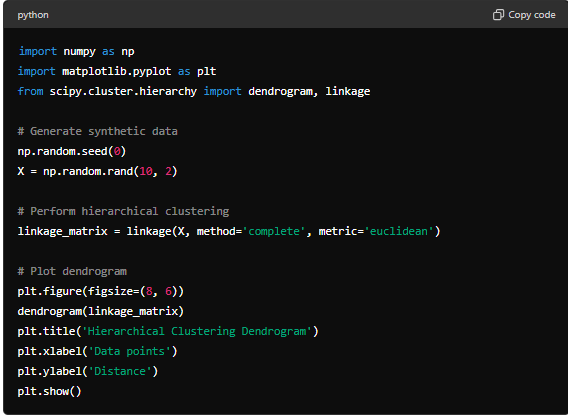 python
Copy code
import numpy as np
import matplotlib.pyplot as plt
from scipy.cluster.hierarchy import dendrogram, linkage
# Generate synthetic data
np.random.seed(0)
X = np.random.rand(10, 2)
# Perform hierarchical clustering
linkage_matrix = linkage(X, method='complete', metric='euclidean')
# Plot dendrogram
plt.figure(figsize=(8, 6))
dendrogram(linkage_matrix)
plt.title('Hierarchical Clustering Dendrogram')
plt.xlabel('Data points')
plt.ylabel('Distance')
plt.show()